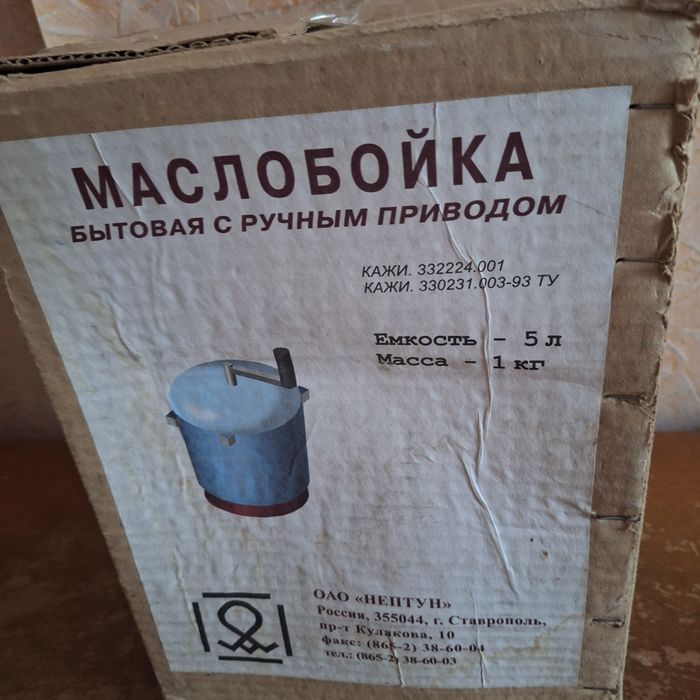 МАСЛОБОЙКА
БЫТОВАЯ С РУЧНЫМ ПРИВОДОМ
КАЖИ. 332224.001
КАЖИ. 330231.003-93 ТУ
Емкость - 5 л
Масса - 1 кг
ОАО «НЕПТУН»
Россия, 355044, г. Ставрополь,
пр-т Кулакова, 10
факс: (865-2) 38-60-04
тел.: (865-2) 38-60-03